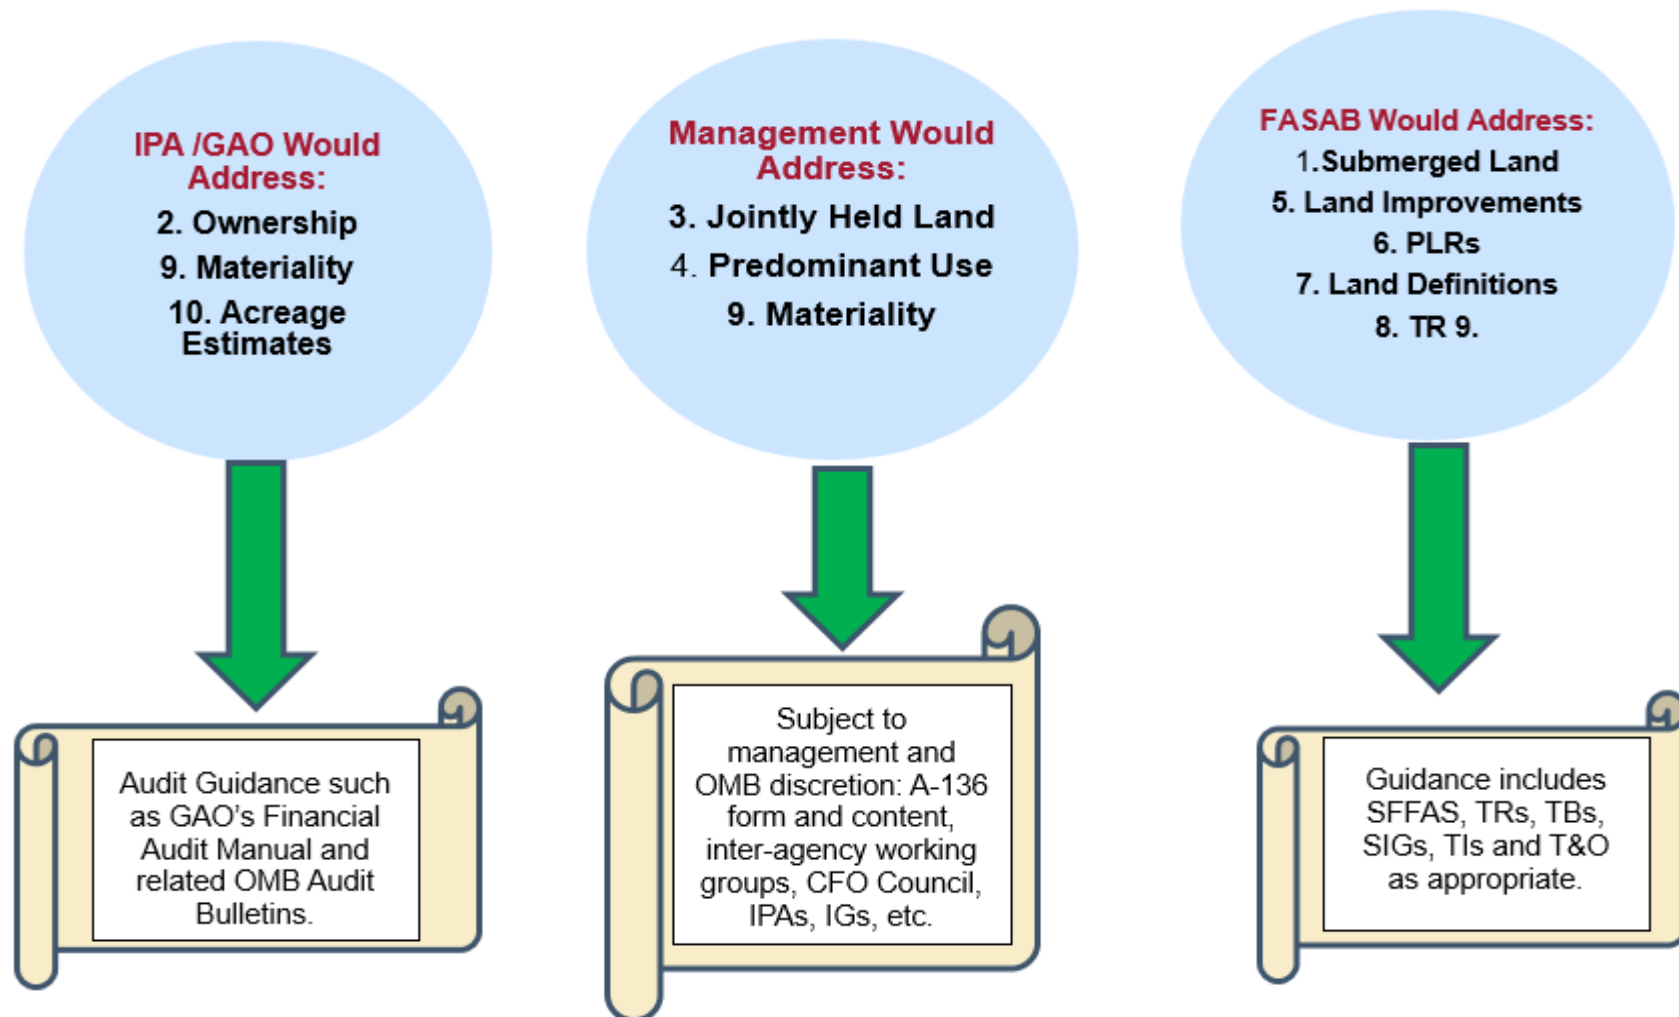 IPA /GAO Would
Address:
2. Ownership
9. Materiality
10. Acreage
Estimates
Management Would
Address:
3. Jointly Held Land
4. Predominant Use
9. Materiality
FASAB Would Address:
1.Submerged Land
5. Land Improvements
6. PLRs
7. Land Definitions
8. TR 9.
Audit Guidance such
as GAO's Financial
Audit Manual and
related OMB Audit
Bulletins.
Subject to
management and
OMB discretion: A-136
form and content,
inter-agency working
groups, CFO Council,
IPAs, IGs, etc.
Guidance includes
SFFAS, TRs, TBs,
SIGs, TIs and T&O
as appropriate.